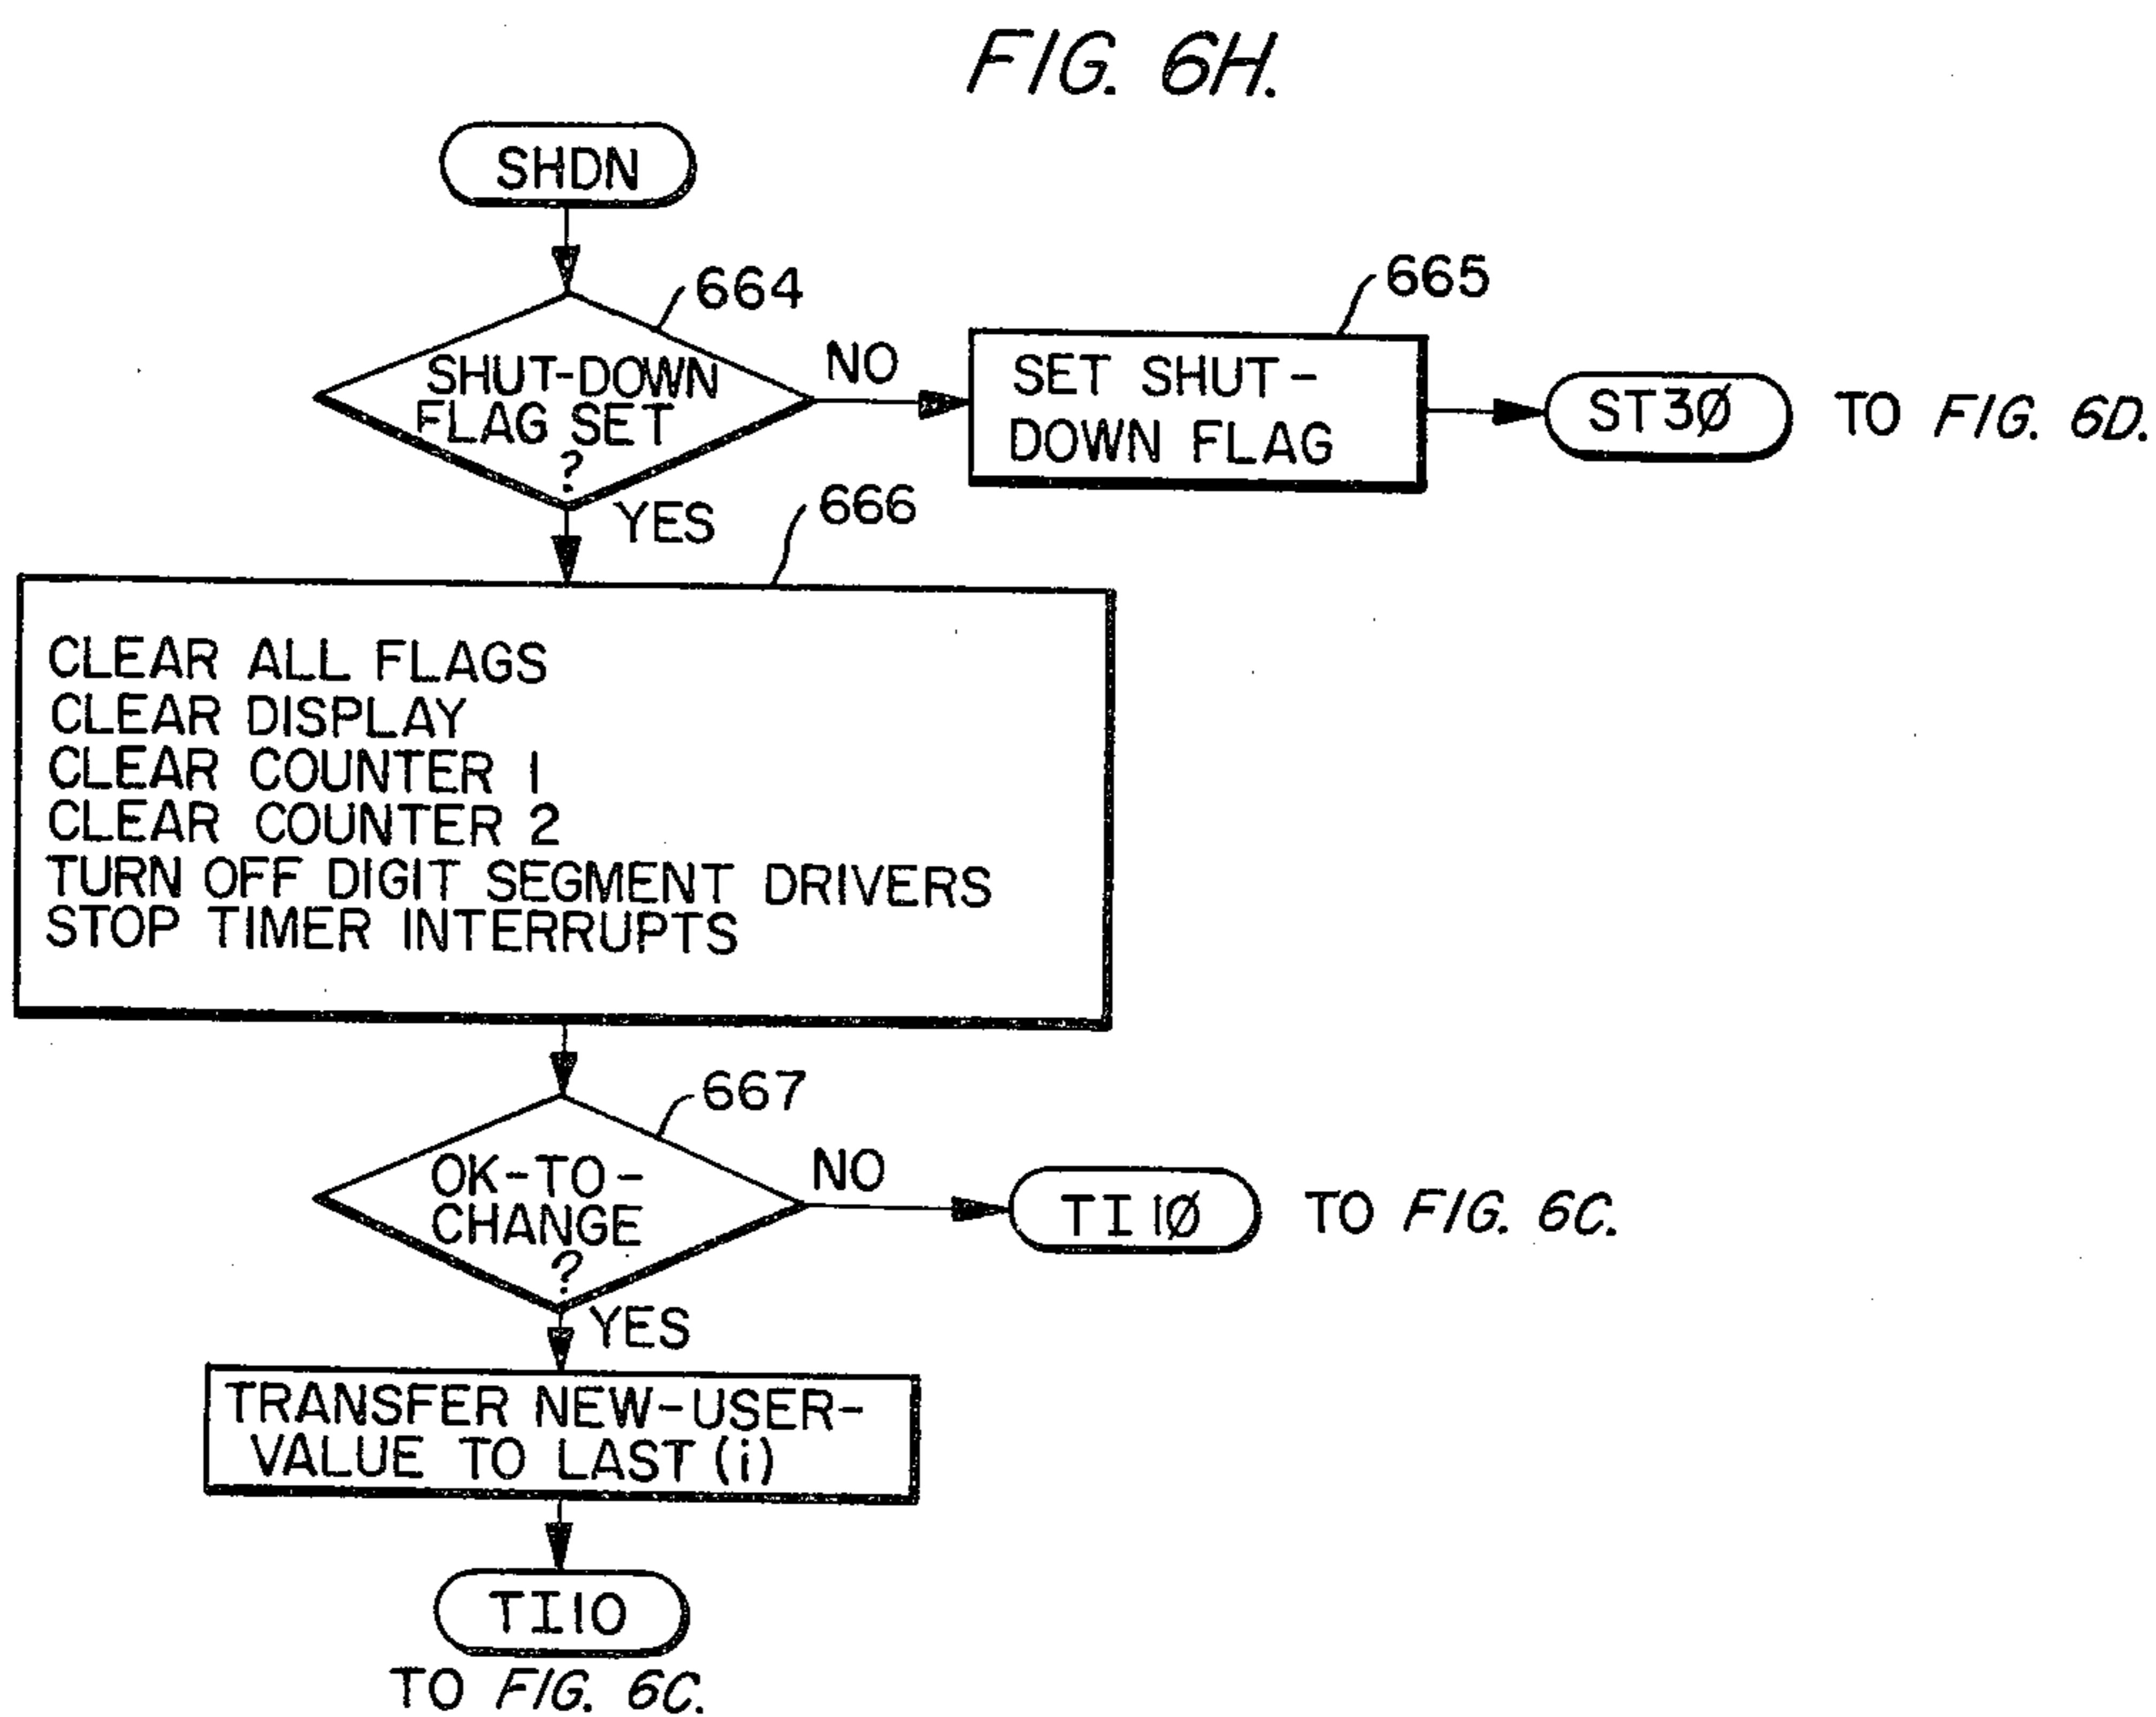 FIG. 6H.
SHDN
664
SHUT-DOWN
FLAG SET
?
NO
YES
665
SET SHUT-
DOWN FLAG
ST3Ø
TO FIG. 6D.
666
CLEAR ALL FLAGS
CLEAR DISPLAY
CLEAR COUNTER 1
CLEAR COUNTER 2
TURN OFF DIGIT SEGMENT DRIVERS
STOP TIMER INTERRUPTS
667
OK-TO-
CHANGE
?
NO
TI1Ø
TO FIG. 6C.
YES
TRANSFER NEW-USER-
VALUE TO LAST(i)
TI1O
TO FIG. 6C.